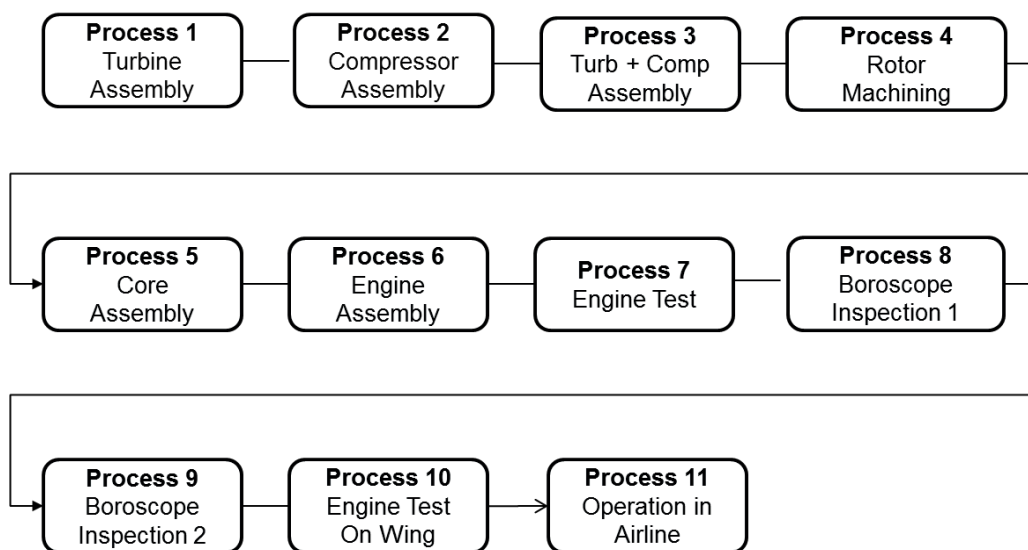 Process 1
Turbine
Assembly
Process 2
Compressor
Assembly
Process 3
Turb + Comp
Assembly
Process 4
Rotor
Machining
Process 5
Core
Assembly
Process 6
Engine
Assembly
Process 7
Engine Test
Process 8
Boroscope
Inspection 1
Process 9
Boroscope
Inspection 2
Process 10
Engine Test
On Wing
Process 11
Operation in
Airline